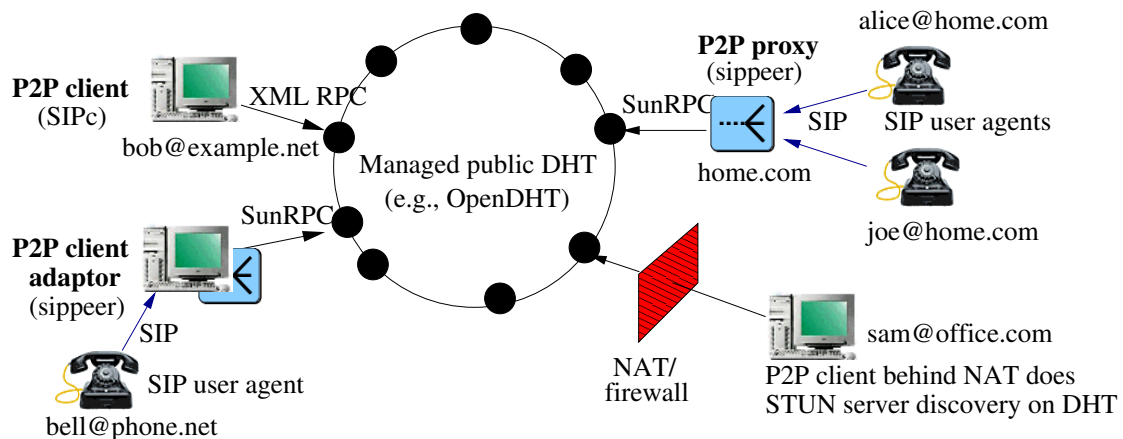 alice@home.com
P2P proxy
(sippeer)
P2P client
(SIPc)
XML RPC
bob@example.net
Managed public DHT
(e.g., OpenDHT)
SunRPC
SIP
SIP user agents
home.com
joe@home.com
SunRPC
P2P client
adaptor
(sippeer)
SIP
SIP user agent
bell@phone.net
NAT/
firewall
sam@office.com
P2P client behind NAT does
STUN server discovery on DHT